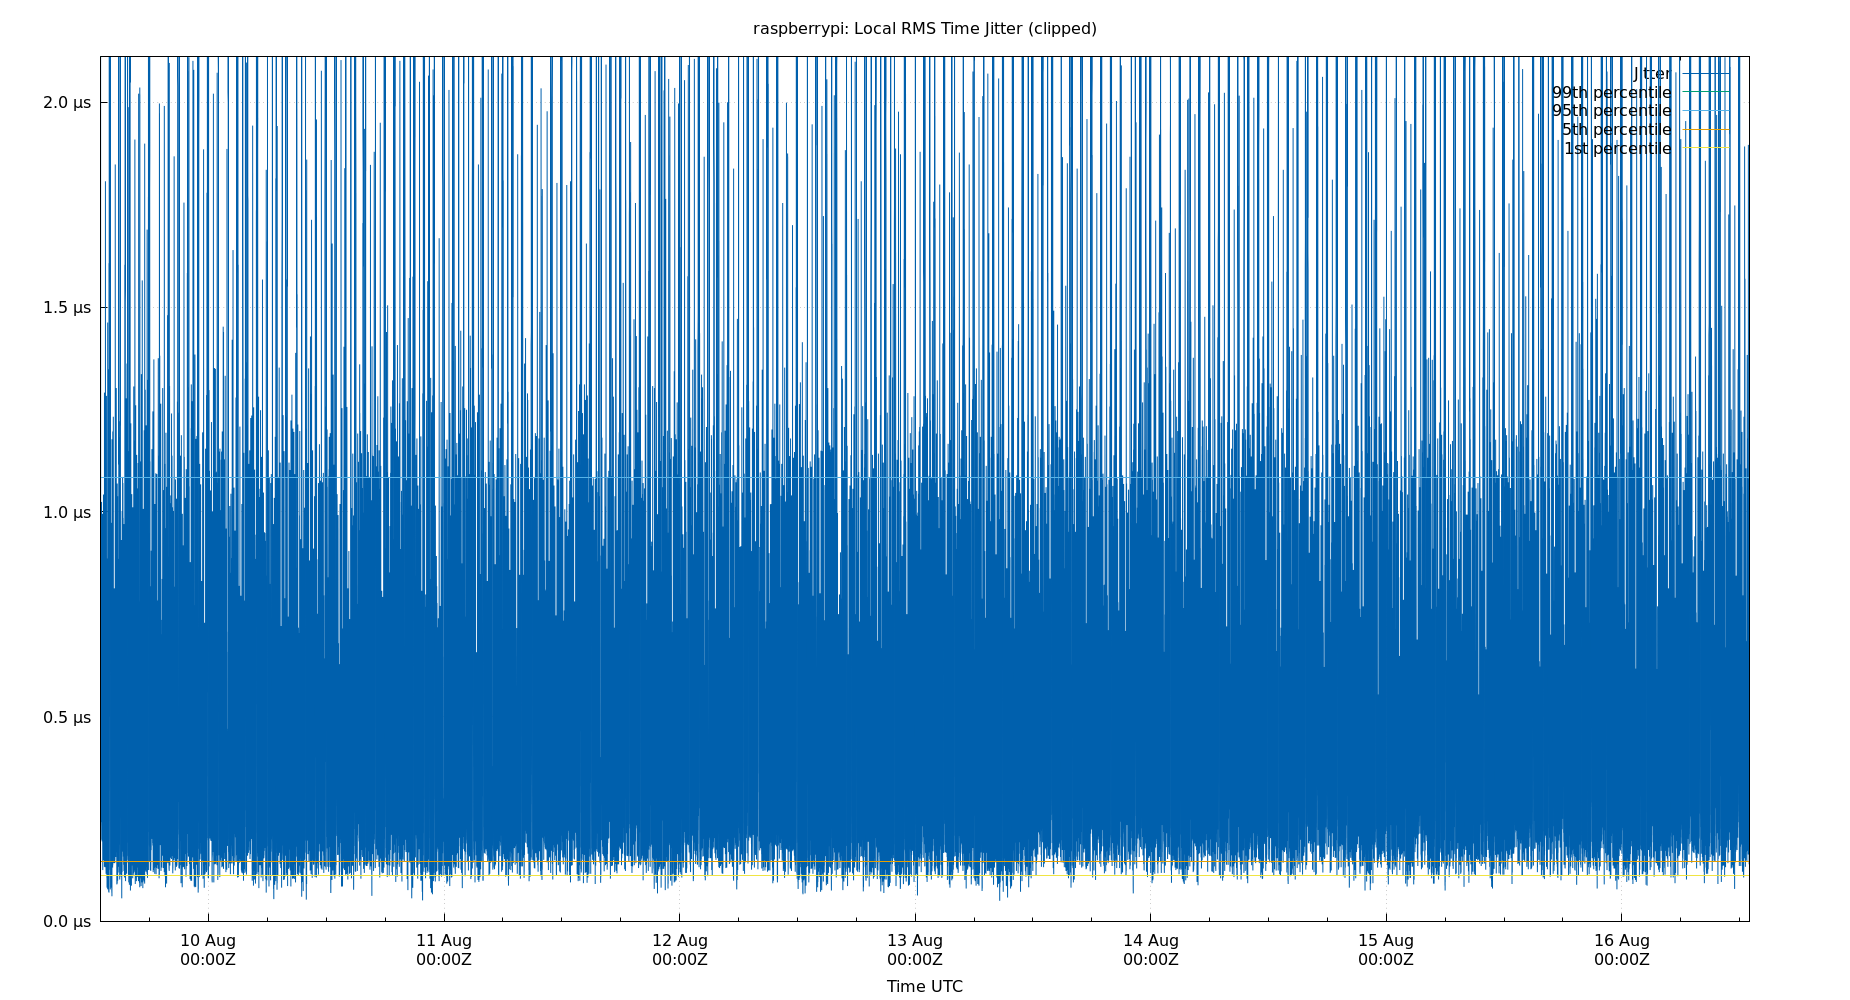 raspberrypi: Local RMS Time Jitter (clipped)
Jitter
99th percentile
95th percentile
5th percentile
1st percentile
2.0 µs
1.5 µs
1.0 µs
0.5 µs
0.0 µs
10 Aug 11 Aug 12 Aug 13 Aug 14 Aug 15 Aug 16 Aug
00:00Z 00:00Z 00:00Z 00:00Z 00:00Z 00:00Z 00:00Z
Time UTC